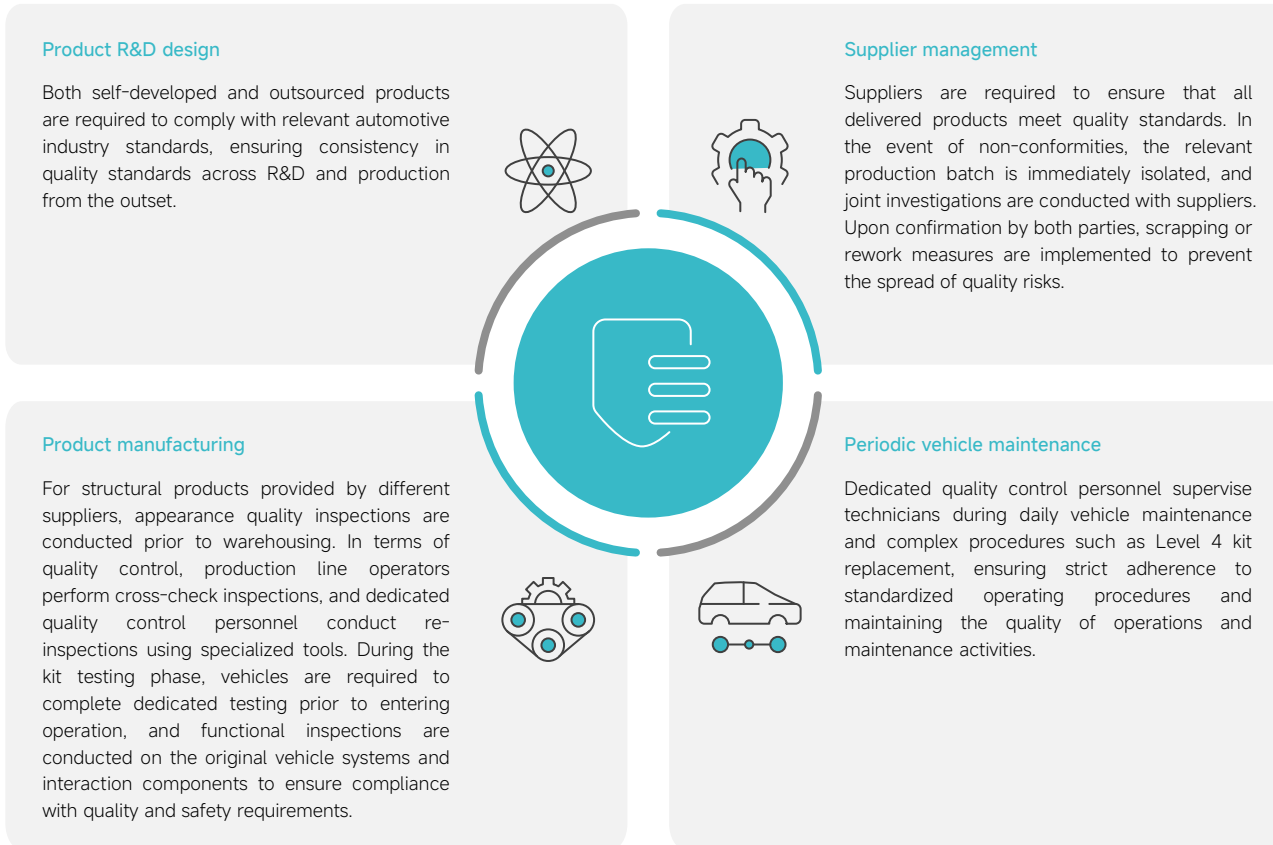 Product R&D design
Both self-developed and outsourced products
are required to comply with relevant automotive
industry standards, ensuring consistency in
quality standards across R&D and production
from the outset.
Supplier management
Suppliers are required to ensure that all
delivered products meet quality standards. In
the event of non-conformities, the relevant
production batch is immediately isolated, and
joint investigations are conducted with suppliers.
Upon confirmation by both parties, scrapping or
rework measures are implemented to prevent
the spread of quality risks.
Product manufacturing
For structural products provided by different
suppliers, appearance quality inspections are
conducted prior to warehousing. In terms of
quality control, production line operators
perform cross-check inspections, and dedicated
quality control personnel conduct re-
inspections using specialized tools. During the
kit testing phase, vehicles are required to
complete dedicated testing prior to entering
operation, and functional inspections are
conducted on the original vehicle systems and
interaction components to ensure compliance
with quality and safety requirements.
Periodic vehicle maintenance
Dedicated quality control personnel supervise
technicians during daily vehicle maintenance
and complex procedures such as Level 4 kit
replacement, ensuring strict adherence to
standardized operating procedures and
maintaining the quality of operations and
maintenance activities.